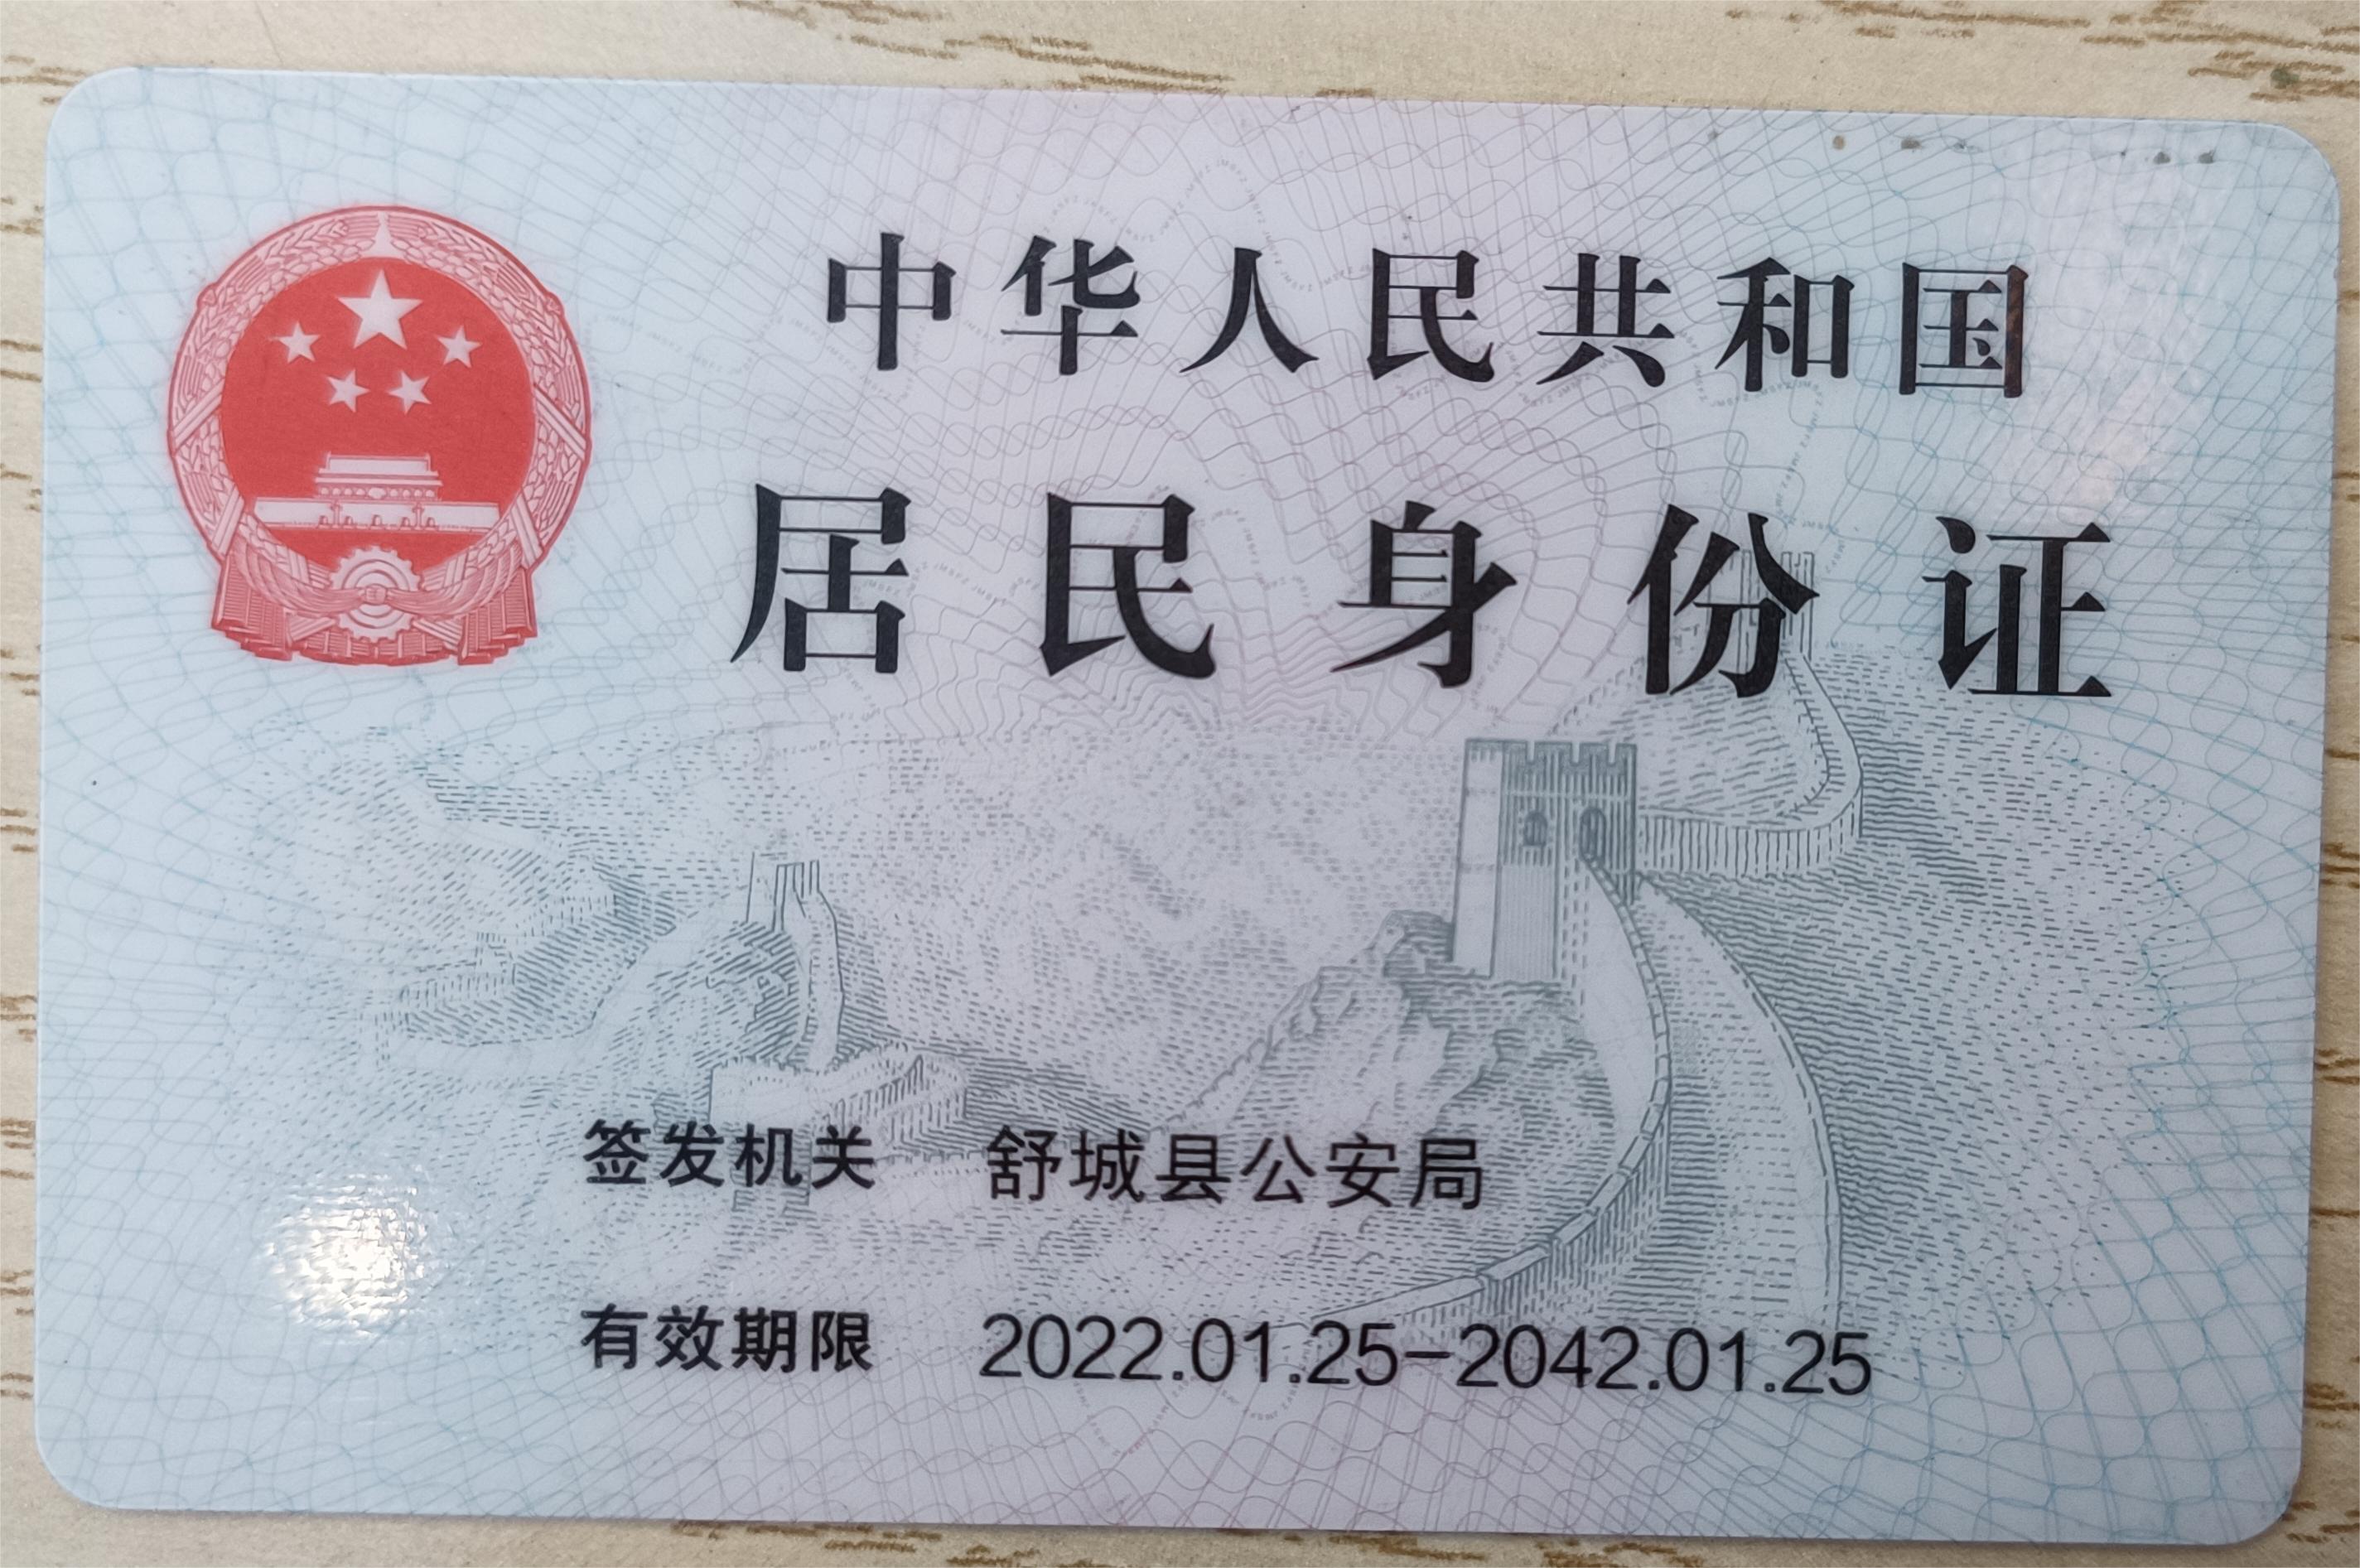 中华人民共和国
居民身份证
签发机关 舒城县公安局
有效期限 2022.01.25-2042.01.25